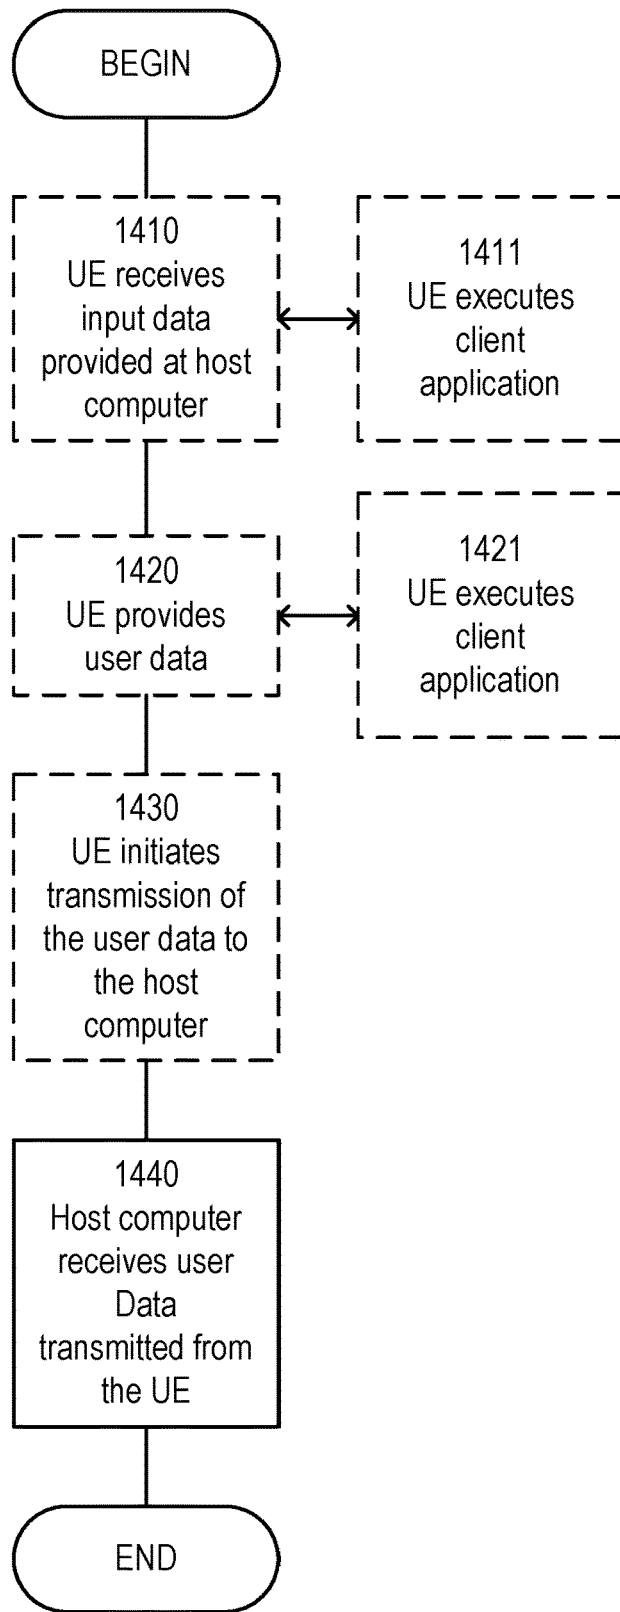 BEGIN
1410
UE receives
input data
provided at host
computer
1411
UE executes
client
application
1420
UE provides
user data
1421
UE executes
client
application
1430
UE initiates
transmission of
the user data to
the host
computer
1440
Host computer
receives user
Data
transmitted from
the UE
END